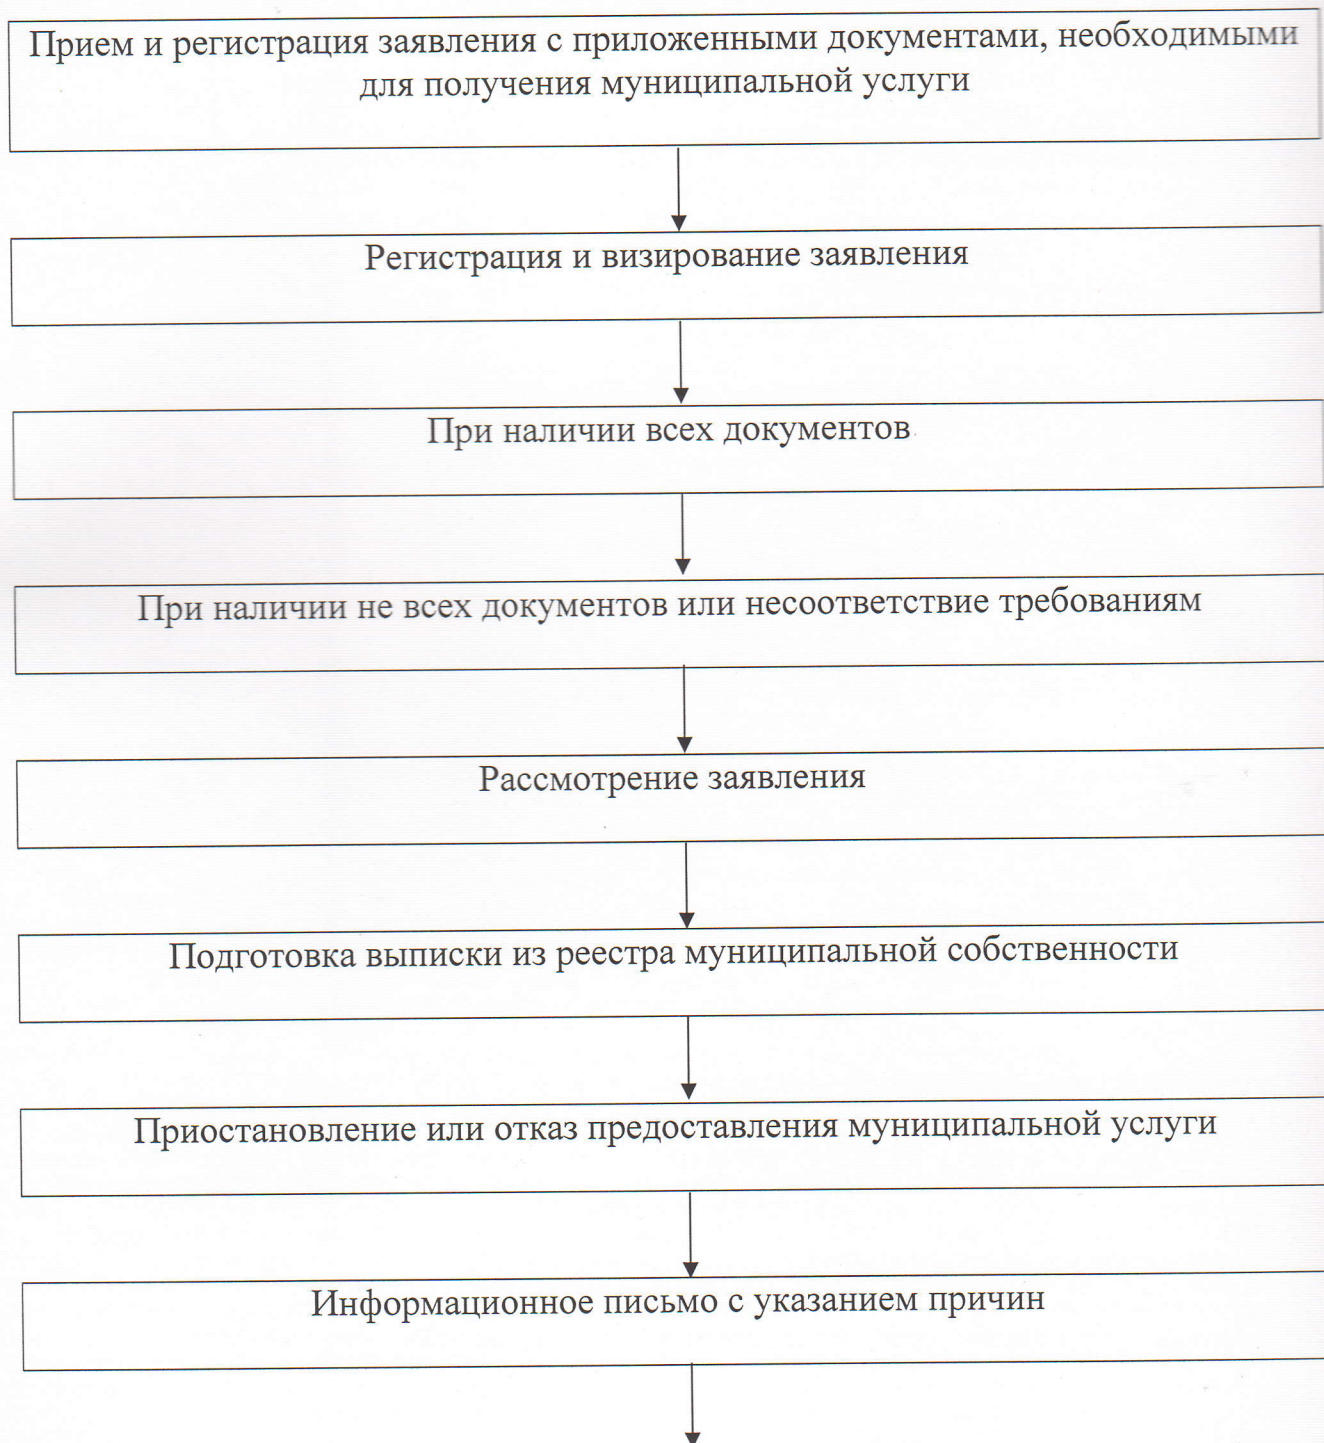 Прием и регистрация заявления с приложенными документами, необходимыми
для получения муниципальной услуги
Регистрация и визирование заявления
При наличии всех документов
При наличии не всех документов или несоответствие требованиям
Рассмотрение заявления
Подготовка выписки из реестра муниципальной собственности
Приостановление или отказ предоставления муниципальной услуги
Информационное письмо с указанием причин